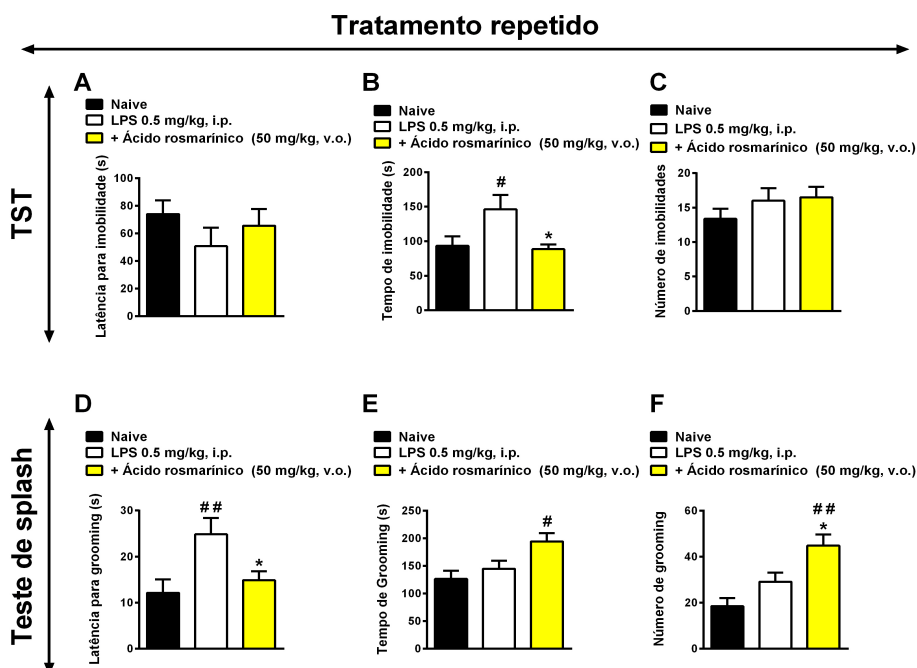 Tratamento repetido
TST
A
Naive
LPS 0.5 mg/kg, i.p.
+ Ácido rosmarínico (50 mg/kg, v.o.)
Latência para imobilidade (s)
100
80
60
40
20
0
B
Naive
LPS 0.5 mg/kg, i.p.
+ Ácido rosmarínico (50 mg/kg, v.o.)
Tempo de imobilidade (s)
200
150
100
50
0
#
*
C
Naive
LPS 0.5 mg/kg, i.p.
+ Ácido rosmarínico (50 mg/kg, v.o.)
Número de imobilidades
20
15
10
5
0
Teste de splash
D
Naive
LPS 0.5 mg/kg, i.p.
+ Ácido rosmarínico (50 mg/kg, v.o.)
Latência para grooming (s)
30
20
10
0
##
*
E
Naive
LPS 0.5 mg/kg, i.p.
+ Ácido rosmarínico (50 mg/kg, v.o.)
Tempo de Grooming (s)
250
200
150
100
50
0
#
F
Naive
LPS 0.5 mg/kg, i.p.
+ Ácido rosmarínico (50 mg/kg, v.o.)
Número de grooming
60
40
20
0
##
*